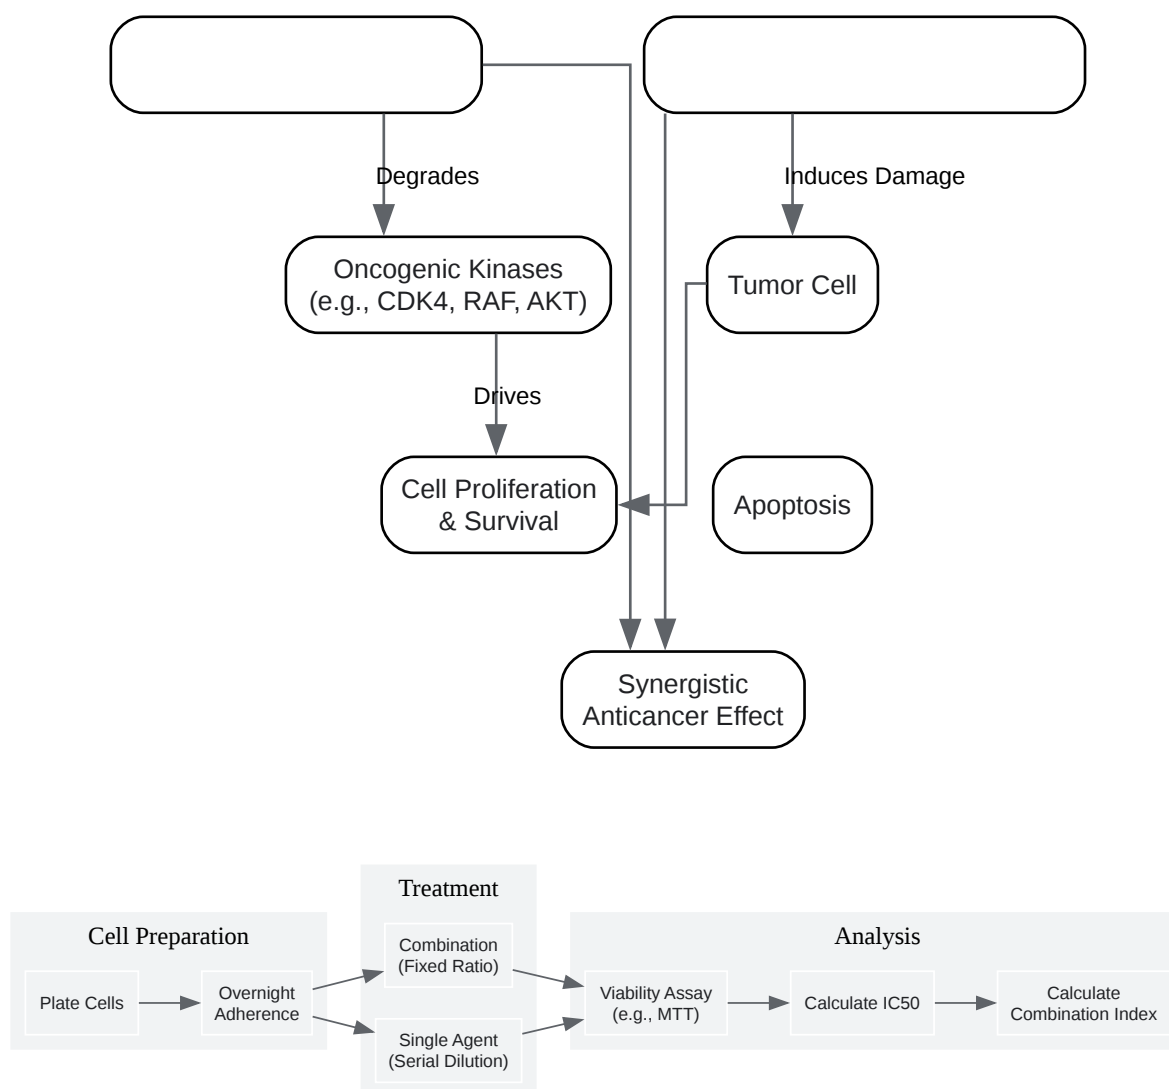 Degrades
Induces Damage
Oncogenic Kinases
(e.g., CDK4, RAF, AKT)
Tumor Cell
Drives
Cell Proliferation
& Survival
Apoptosis
Synergistic
Anticancer Effect
Cell Preparation
Plate Cells
Overnight
Adherence
Treatment
Combination
(Fixed Ratio)
Single Agent
(Serial Dilution)
Analysis
Viability Assay
(e.g., MTT)
Calculate IC50
Calculate
Combination Index